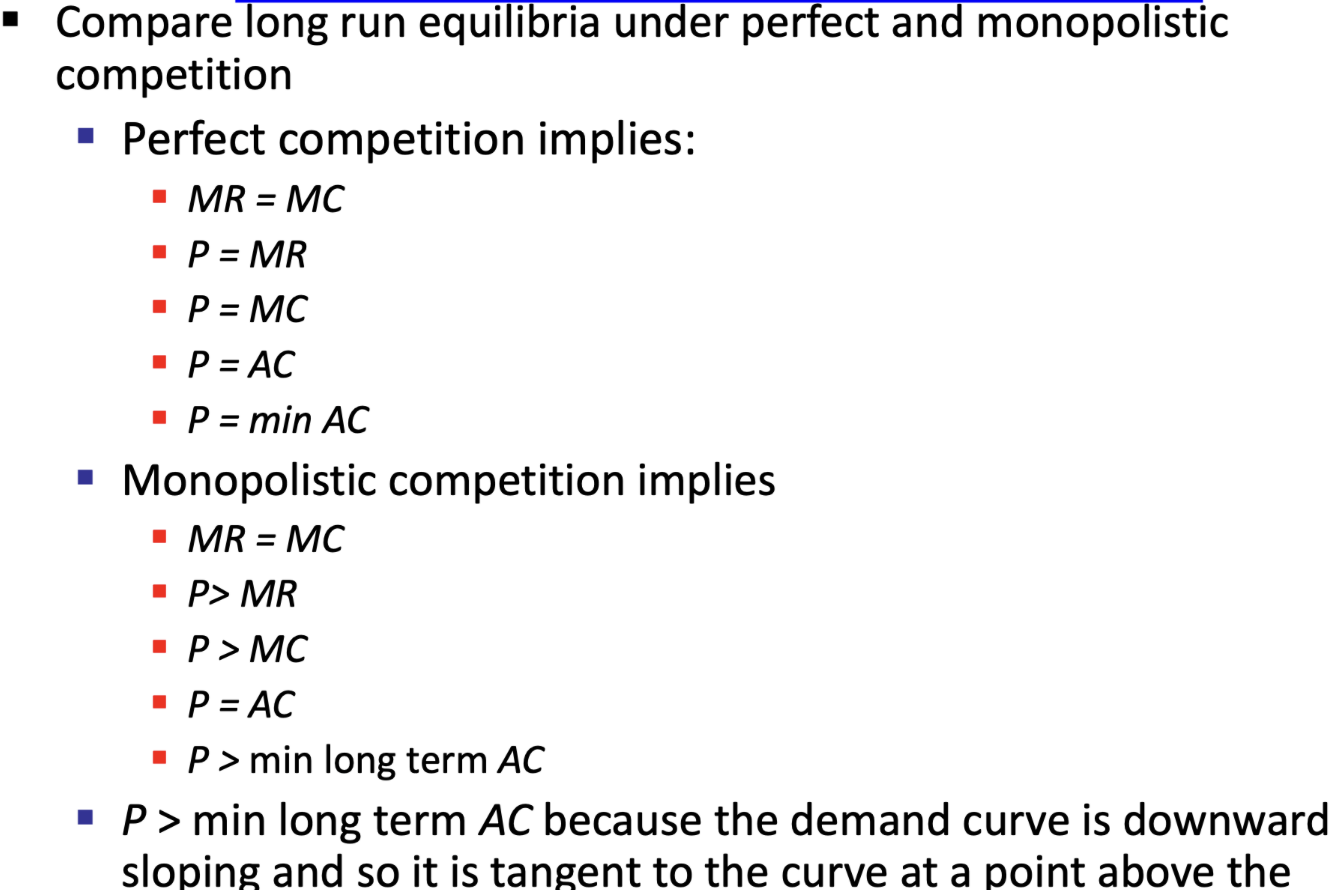 ▪ Compare long run equilibria under perfect and monopolistic
competition
▪ Perfect competition implies:
▪ MR = MC
▪ P = MR
▪ P = MC
▪ P = AC
▪ P = min AC
▪ Monopolistic competition implies
▪ MR = MC
▪ P> MR
▪ P > MC
▪ P = AC
▪ P > min long term AC
▪ P > min long term AC because the demand curve is downward
sloping and so it is tangent to the curve at a point above the